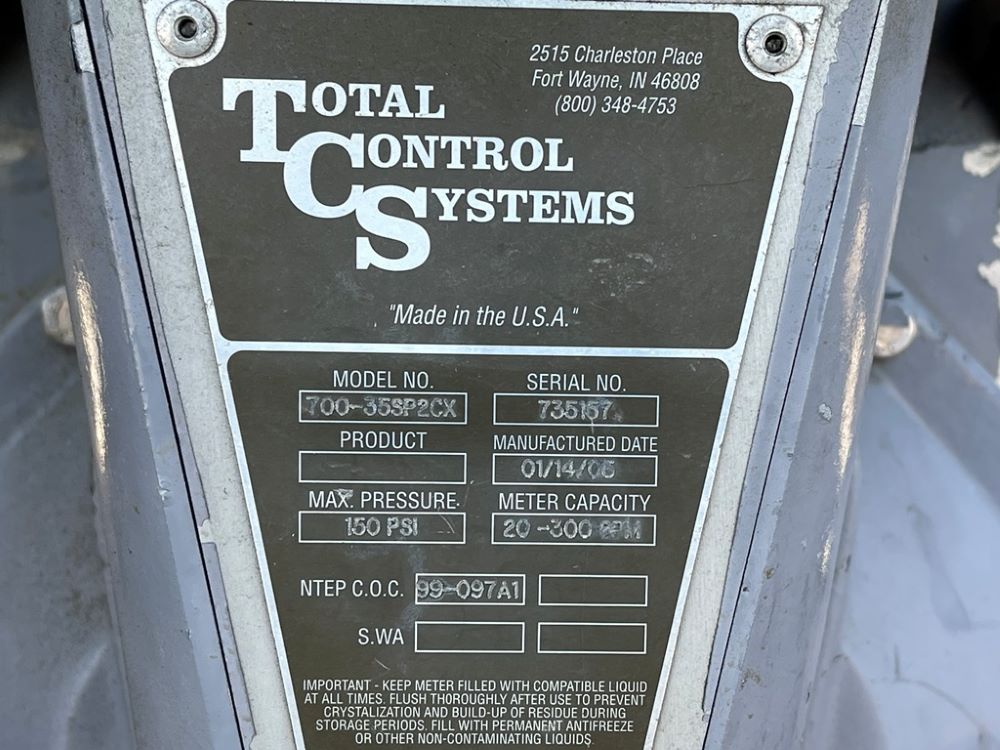 2515 Charleston Place
Fort Wayne, IN 46808
(800) 348-4753
TOTAL
CONTROL
SYSTEMS
"Made in the U.S.A."
MODEL NO. SERIAL NO.
700-35SP2CX 735157
PRODUCT MANUFACTURED DATE
01/14/05
MAX. PRESSURE METER CAPACITY
150 PSI 20-300 GPM
NTEP C.O.C. 99-097A1
S.WA
IMPORTANT - KEEP METER FILLED WITH COMPATIBLE LIQUID
AT ALL TIMES. FLUSH THOROUGHLY AFTER USE TO PREVENT
CRYSTALIZATION AND BUILD-UP OF RESIDUE DURING
STORAGE PERIODS. FILL WITH PERMANENT ANTIFREEZE
OR OTHER NON-CONTAMINATING LIQUIDS.